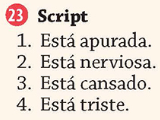 23 Script
1. Está apurada.
2. Está nerviosa.
3. Está cansado.
4. Está triste.